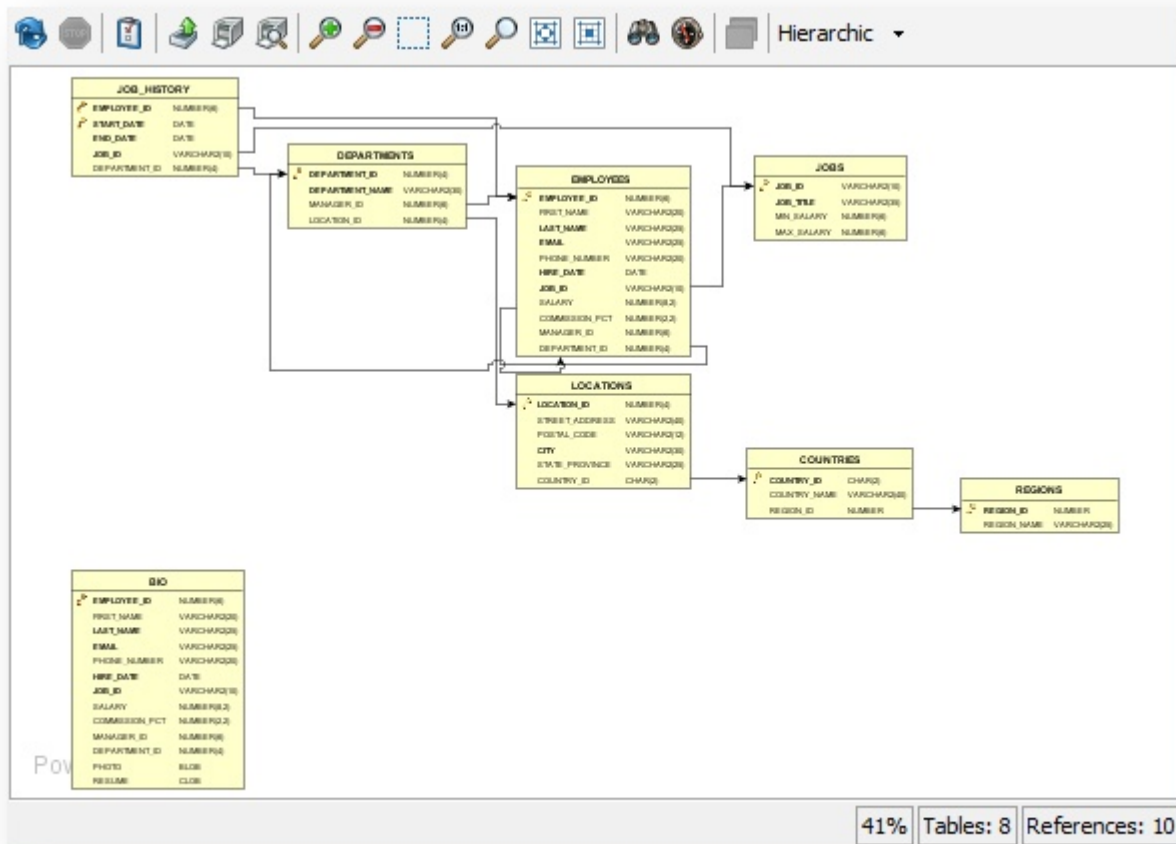 STOP
1:1
Hierarchic
JOB_HISTORY
EMPLOYEE_ID NUMBER(6)
START_DATE DATE
END_DATE DATE
JOB_ID VARCHAR2(10)
DEPARTMENT_ID NUMBER(4)
DEPARTMENTS
DEPARTMENT_ID NUMBER(4)
DEPARTMENT_NAME VARCHAR2(30)
MANAGER_ID NUMBER(6)
LOCATION_ID NUMBER(4)
EMPLOYEES
EMPLOYEE_ID NUMBER(6)
FIRST_NAME VARCHAR2(20)
LAST_NAME VARCHAR2(25)
EMAIL VARCHAR2(25)
PHONE_NUMBER VARCHAR2(20)
HIRE_DATE DATE
JOB_ID VARCHAR2(10)
SALARY NUMBER(8,2)
COMMISSION_PCT NUMBER(2,2)
MANAGER_ID NUMBER(6)
DEPARTMENT_ID NUMBER(4)
JOBS
JOB_ID VARCHAR2(10)
JOB_TITLE VARCHAR2(35)
MIN_SALARY NUMBER(6)
MAX_SALARY NUMBER(6)
LOCATIONS
LOCATION_ID NUMBER(4)
STREET_ADDRESS VARCHAR2(40)
POSTAL_CODE VARCHAR2(12)
CITY VARCHAR2(30)
STATE_PROVINCE VARCHAR2(25)
COUNTRY_ID CHAR(2)
COUNTRIES
COUNTRY_ID CHAR(2)
COUNTRY_NAME VARCHAR2(40)
REGION_ID NUMBER
REGIONS
REGION_ID NUMBER
REGION_NAME VARCHAR2(25)
BIO
EMPLOYEE_ID NUMBER(6)
FIRST_NAME VARCHAR2(20)
LAST_NAME VARCHAR2(25)
EMAIL VARCHAR2(25)
PHONE_NUMBER VARCHAR2(20)
HIRE_DATE DATE
JOB_ID VARCHAR2(10)
SALARY NUMBER(8,2)
COMMISSION_PCT NUMBER(2,2)
MANAGER_ID NUMBER(6)
DEPARTMENT_ID NUMBER(4)
PHOTO BLOB
RESUME CLOB
41% Tables: 8 References: 10